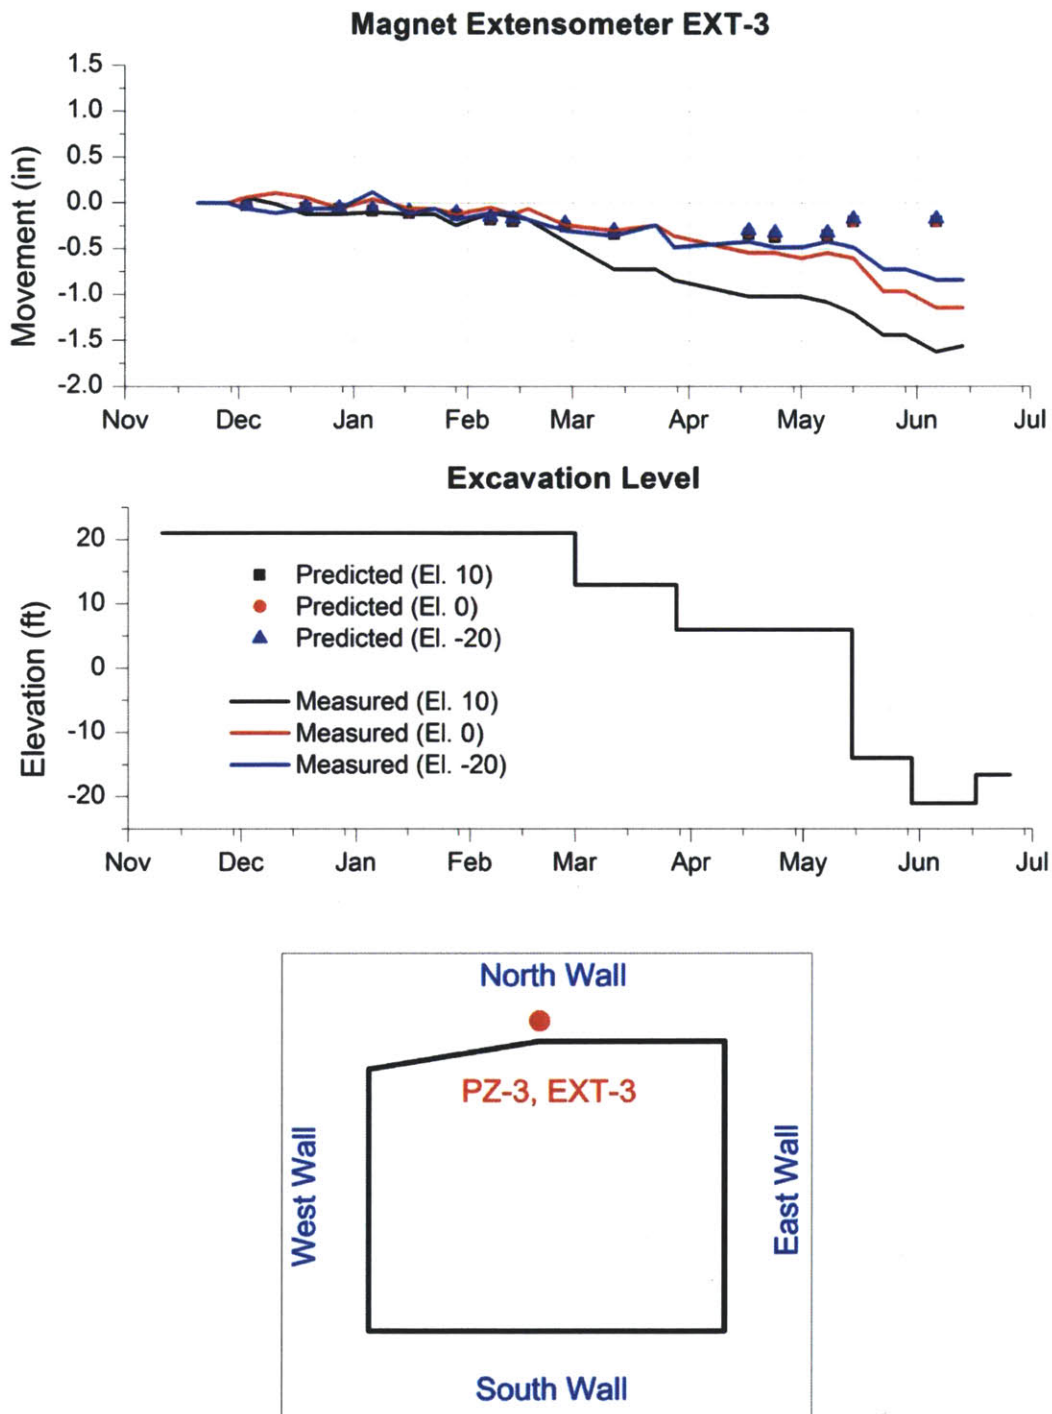 Magnet Extensometer EXT-3
Movement (in)
1.5
1.0
0.5
0.0
-0.5
-1.0
-1.5
-2.0
Nov Dec Jan Feb Mar Apr May Jun Jul
Excavation Level
Elevation (ft)
20
10
0
-10
-20
Predicted (El. 10)
Predicted (El. 0)
Predicted (El. -20)
Measured (El. 10)
Measured (El. 0)
Measured (El. -20)
Nov Dec Jan Feb Mar Apr May Jun Jul
North Wall
PZ-3, EXT-3
West Wall
East Wall
South Wall